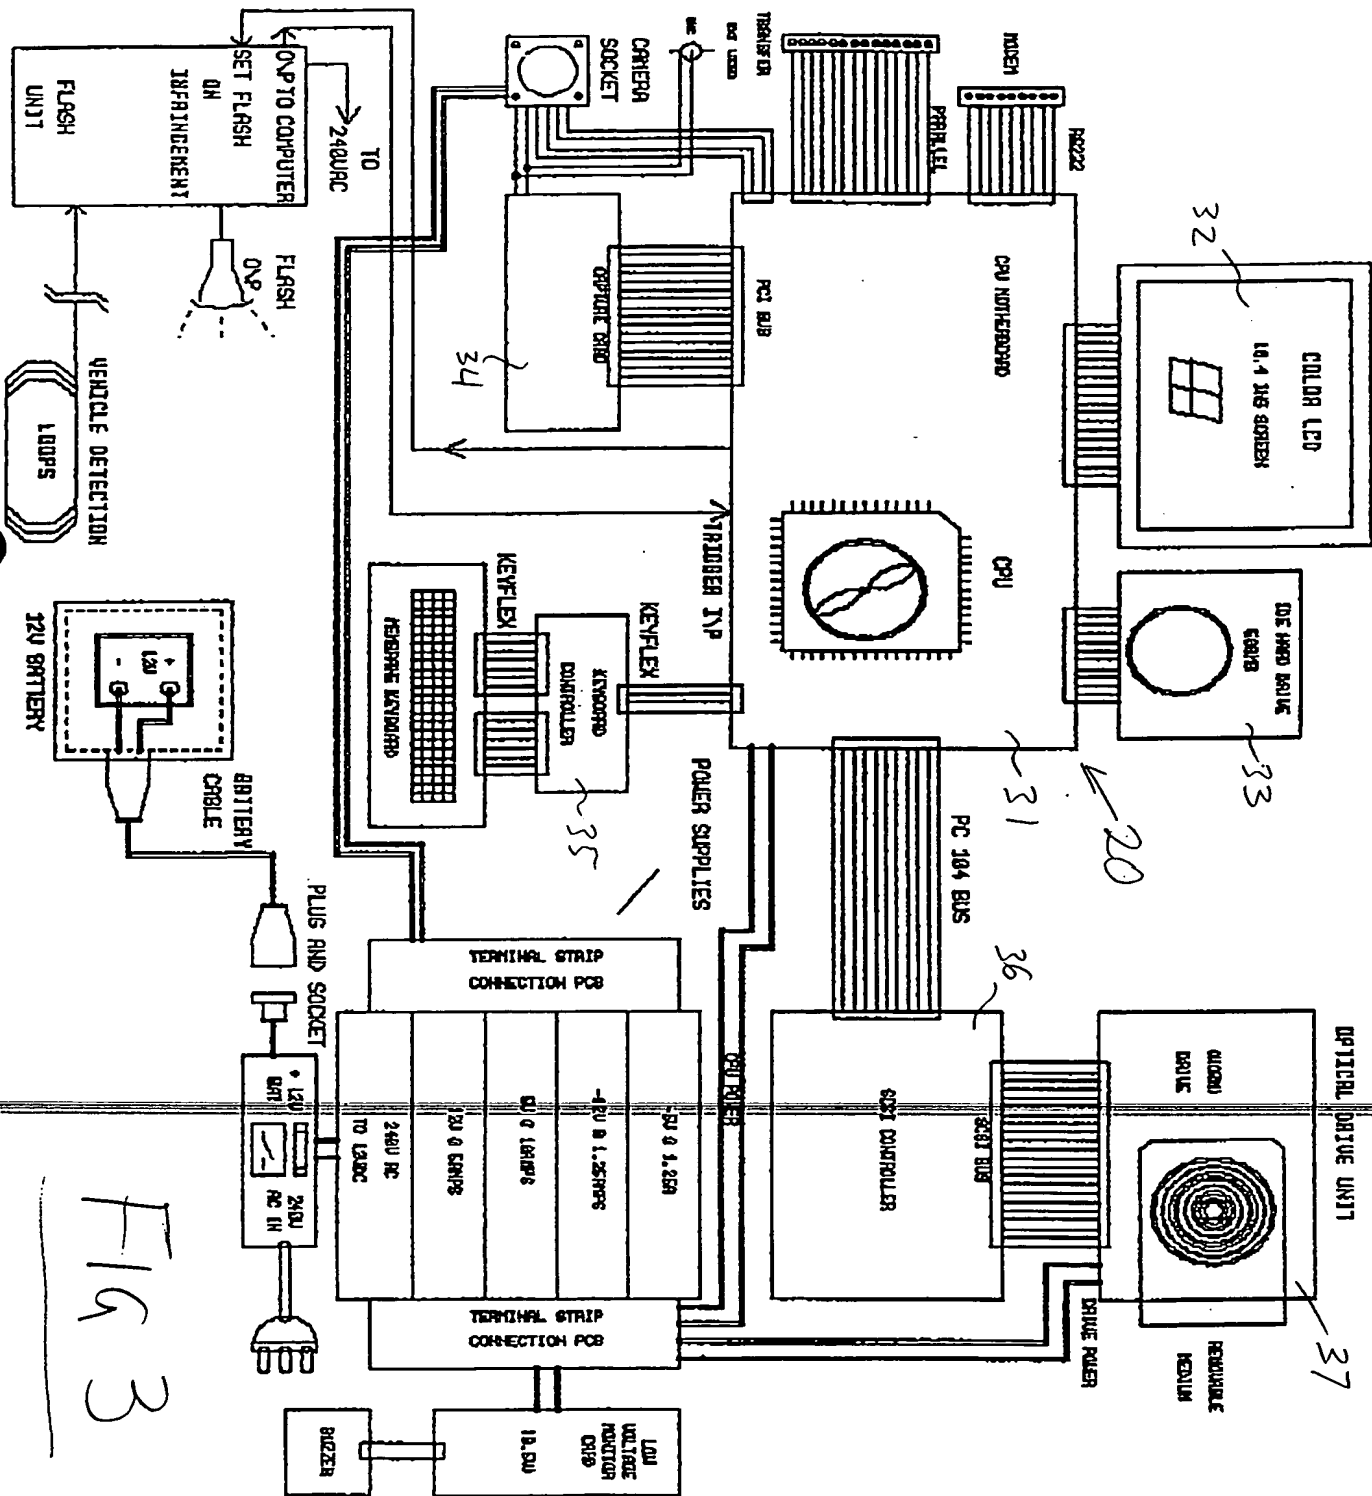 COLOR LCD
10.4 INS SCREEN
32
IDE HARD DRIVE
33
MODEM
RS232
PARALLEL
TRANSFER
CPU MOTHERBOARD
CPU
31
20
CAMERA
SOCKET
PCI BUS
CAPTURE CARD
34
TRIGGER I\P
KEYFLEX
KEYBOARD
CONTROLLER
35
KEYFLEX
MEMBRANE KEYBOARD
PC 104 BUS
36
SCSI CONTROLLER
SCSI BUS
OPTICAL DRIVE UNIT
DRIVE
37
REMOVABLE
MEDIUM
DRIVE POWER
CPU POWER
POWER SUPPLIES
TERMINAL STRIP
CONNECTION PCB
-5V @ 1.25A
-12V @ 1.25AMPS
5V @ 10AMPS
12V @ 5AMPS
240V AC
TO 12VDC
TERMINAL STRIP
CONNECTION PCB
LOW
VOLTAGE
MONITOR
CARD
10.5V
BUZZER
TO
240VAC
O\P TO COMPUTER
SET FLASH
ON
INFRINGEMENT
FLASH
UNIT
FLASH
O\P
VEHICLE DETECTION
LOOPS
+
12V
-
12V BATTERY
BATTERY
CABLE
PLUG AND SOCKET
+ 12V
BAT
240V
AC IN
FIG 3